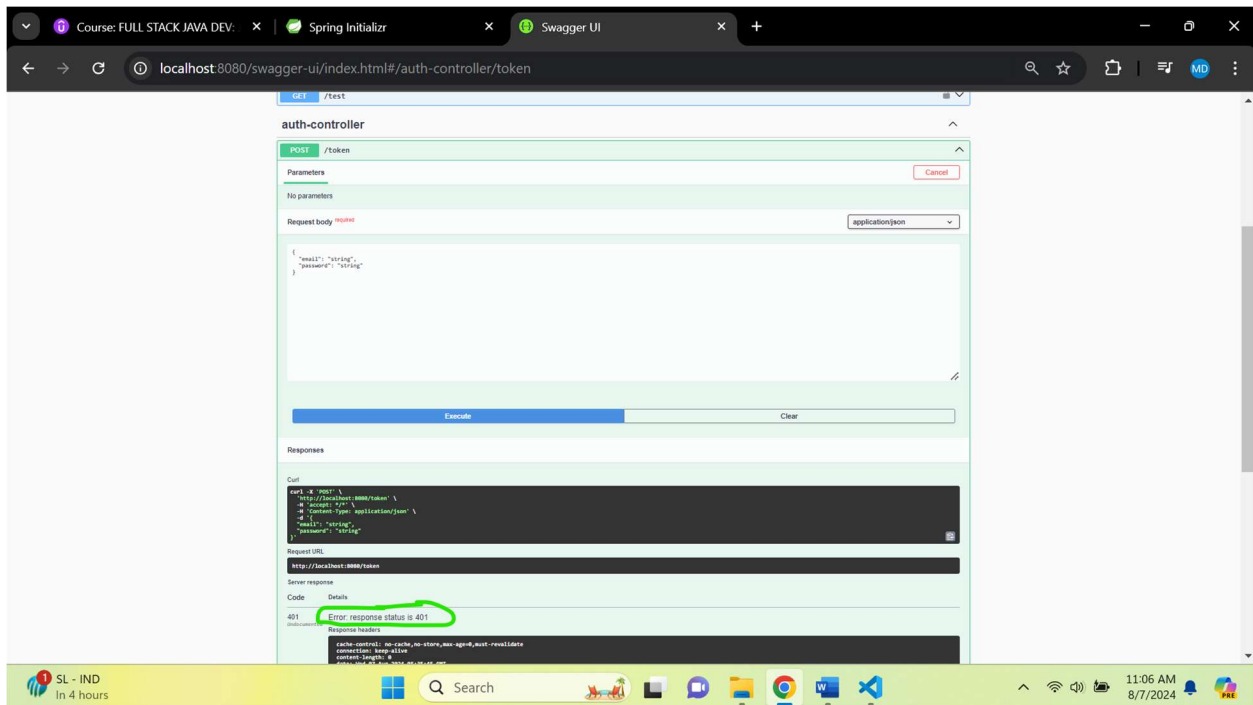 Course: FULL STACK JAVA DEV:
Spring Initializr
Swagger UI
localhost:8080/swagger-ui/index.html#/auth-controller/token
MD
GET /test
auth-controller
POST /token
Parameters
Cancel
No parameters
Request body required
application/json
{
"email": "string",
"password": "string"
}
Execute
Clear
Responses
Curl
curl -X 'POST' \
'http://localhost:8080/token' \
-H 'accept: */*' \
-H 'Content-Type: application/json' \
-d '{
"email": "string",
"password": "string"
}'
Request URL
http://localhost:8080/token
Server response
Code Details
401 Error: response status is 401
Undocumented
Response headers
cache-control: no-cache,no-store,max-age=0,must-revalidate
connection: keep-alive
content-length: 0
1
SL - IND
In 4 hours
Search
11:06 AM
8/7/2024
PRE